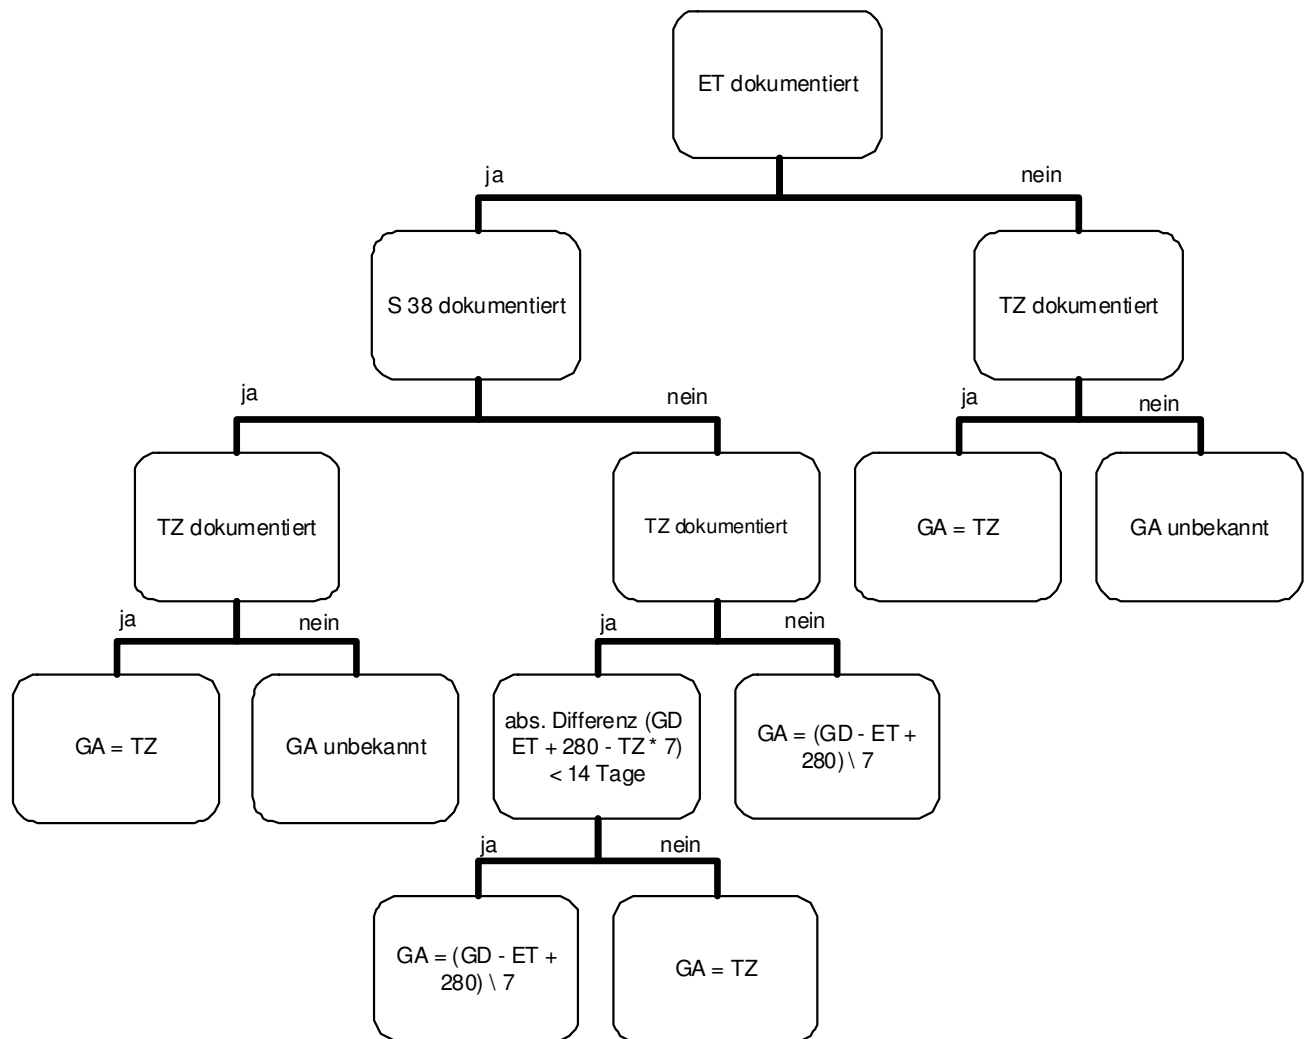 ET dokumentiert
ja
nein
S 38 dokumentiert
TZ dokumentiert
ja
nein
ja
nein
TZ dokumentiert
TZ dokumentiert
GA = TZ
GA unbekannt
ja
nein
ja
nein
GA = TZ
GA unbekannt
abs. Differenz (GD
ET + 280 - TZ * 7)
< 14 Tage
GA = (GD - ET +
280) \ 7
ja
nein
GA = (GD - ET +
280) \ 7
GA = TZ